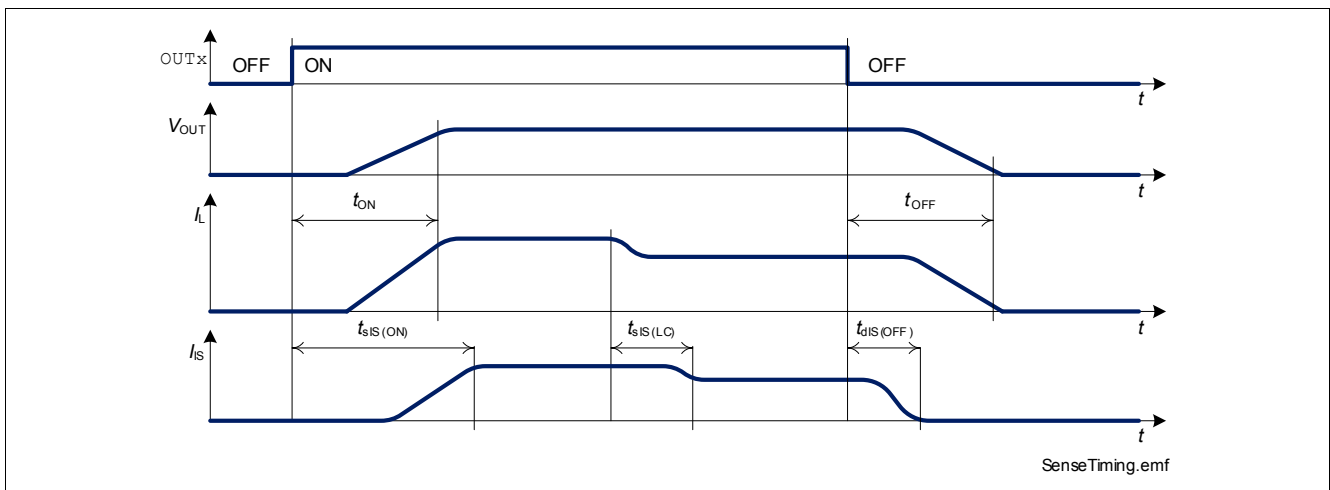 OUTx
OFF
ON
OFF
t
VOUT
t
tON
tOFF
IL
t
tsIS(ON)
tsIS(LC)
tdIS(OFF)
IIS
t
SenseTiming.emf